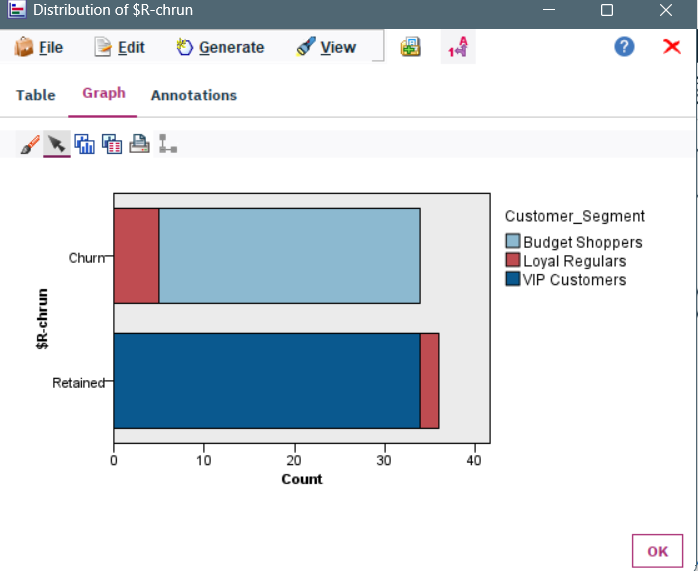 Distribution of $R-chrun
File Edit Generate View
Table Graph Annotations
Customer_Segment
Budget Shoppers
Loyal Regulars
VIP Customers
$R-chrun
Churn
Retained
0 10 20 30 40
Count
OK